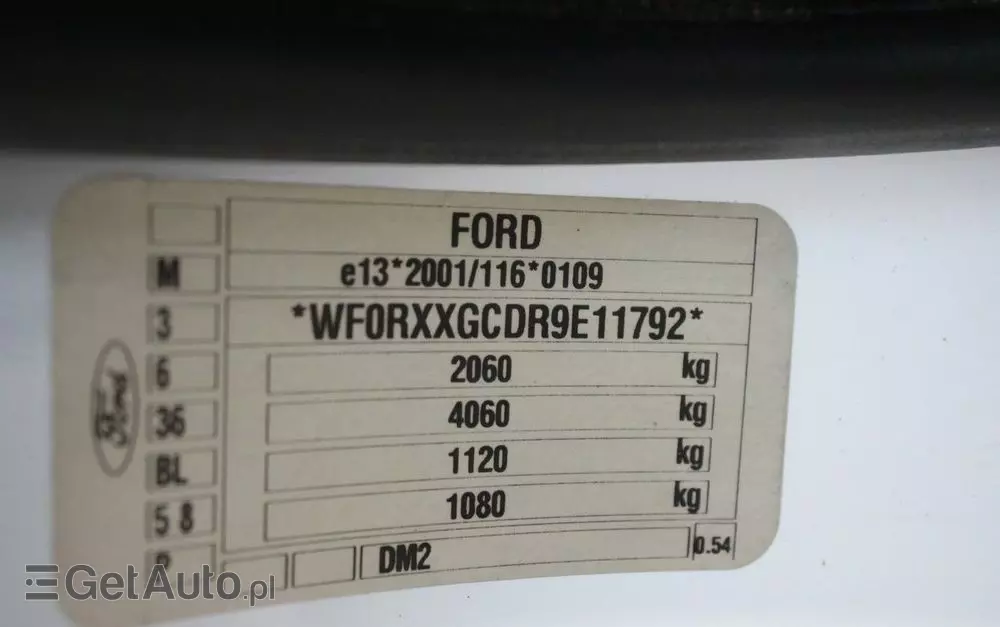 FORD
M
e13*2001/116*0109
3
*WF0RXXGCDR9E11792*
6
2060 kg
36
4060 kg
BL
1120 kg
5 8
1080 kg
Ford
DM2
0.54
GetAuto.pl